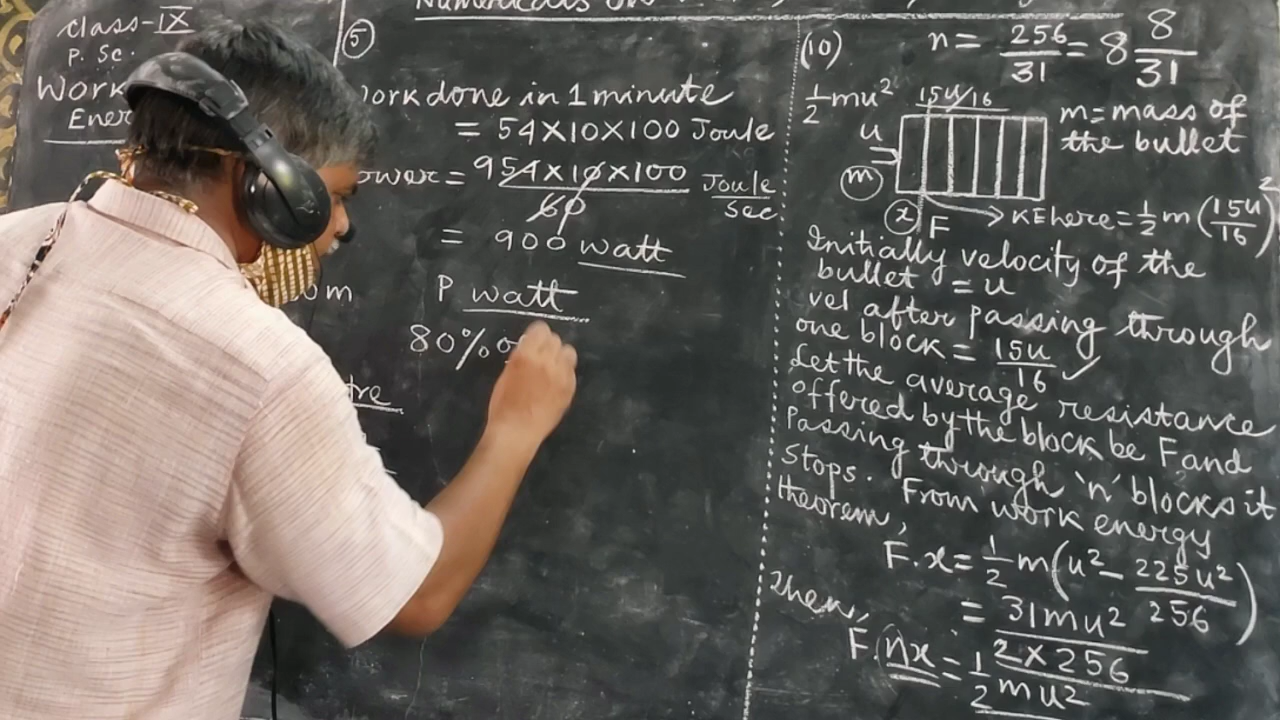 Numericals on
class-IX
P. Sc.
Work
Ener
(5)
work done in 1 minute
= 54×10×100 Joule
Power = 954×10×100 Joule
60 sec
= 900 watt
om
P watt
80% o
tre
(10)
n = 256/31 = 8 8/31
1/2 mu² 15u/16
u
m
x F
m = mass of
the bullet
KE here = 1/2 m (15u/16)²
Initially velocity of the
bullet = u
vel after passing through
one block = 15u/16 ✓
Let the average resistance
offered by the block be F and
Passing through 'n' blocks it
stops. From work energy
theorem,
F.x = 1/2 m (u² - 225u²/256)
= 31mu²/2×256
Then,
F.nx = 1/2 mu²